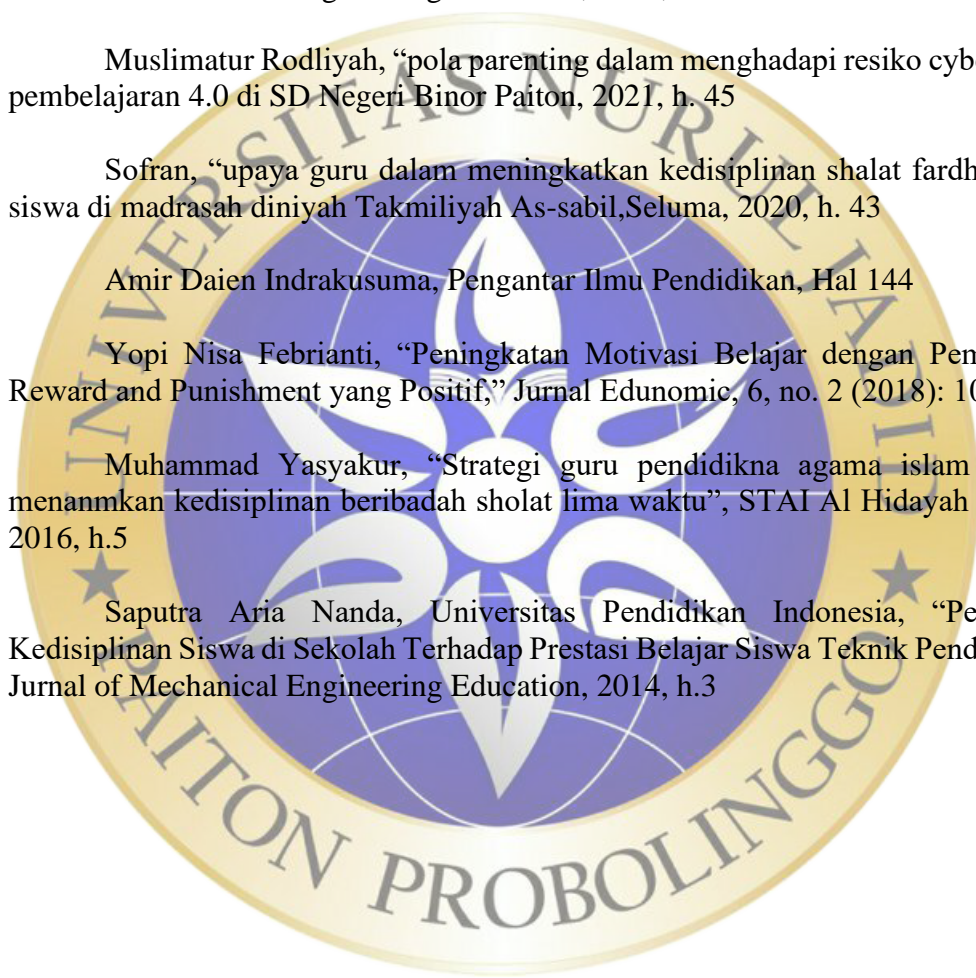 Muslimatur Rodliyah, “pola parenting dalam menghadapi resiko cyb
pembelajaran 4.0 di SD Negeri Binor Paiton, 2021, h. 45
Sofran, “upaya guru dalam meningkatkan kedisiplinan shalat fardh
siswa di madrasah diniyah Takmiliyah As-sabil,Seluma, 2020, h. 43
Amir Daien Indrakusuma, Pengantar Ilmu Pendidikan, Hal 144
Yopi Nisa Febrianti, “Peningkatan Motivasi Belajar dengan Pem
Reward and Punishment yang Positif,” Jurnal Edunomic, 6, no. 2 (2018): 10
Muhammad Yasyakur, “Strategi guru pendidikna agama islam
menanmkan kedisiplinan beribadah sholat lima waktu”, STAI Al Hidayah
2016, h.5
Saputra Aria Nanda, Universitas Pendidikan Indonesia, “Pe
Kedisiplinan Siswa di Sekolah Terhadap Prestasi Belajar Siswa Teknik Pend
Jurnal of Mechanical Engineering Education, 2014, h.3
UNIVERSITAS NURUL JADID
PAITON PROBOLINGGO